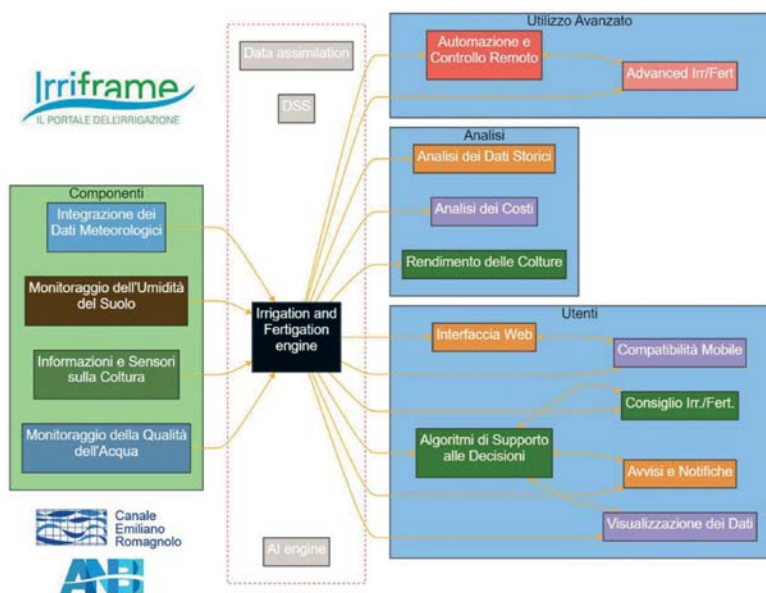 Irriframe
IL PORTALE DELL'IRRIGAZIONE
Componenti
Integrazione dei
Dati Meteorologici
Monitoraggio dell'Umidità
del Suolo
Informazioni e Sensori
sulla Coltura
Monitoraggio della Qualità
dell'Acqua
Canale
Emiliano
Romagnolo
ANBI
Data assimilation
DSS
Irrigation and
Fertigation
engine
AI engine
Utilizzo Avanzato
Automazione e
Controllo Remoto
Advanced Irr/Fert
Analisi
Analisi dei Dati Storici
Analisi dei Costi
Rendimento delle Colture
Utenti
Interfaccia Web
Compatibilità Mobile
Consiglio Irr./Fert.
Algoritmi di Supporto
alle Decisioni
Avvisi e Notifiche
Visualizzazione dei Dati